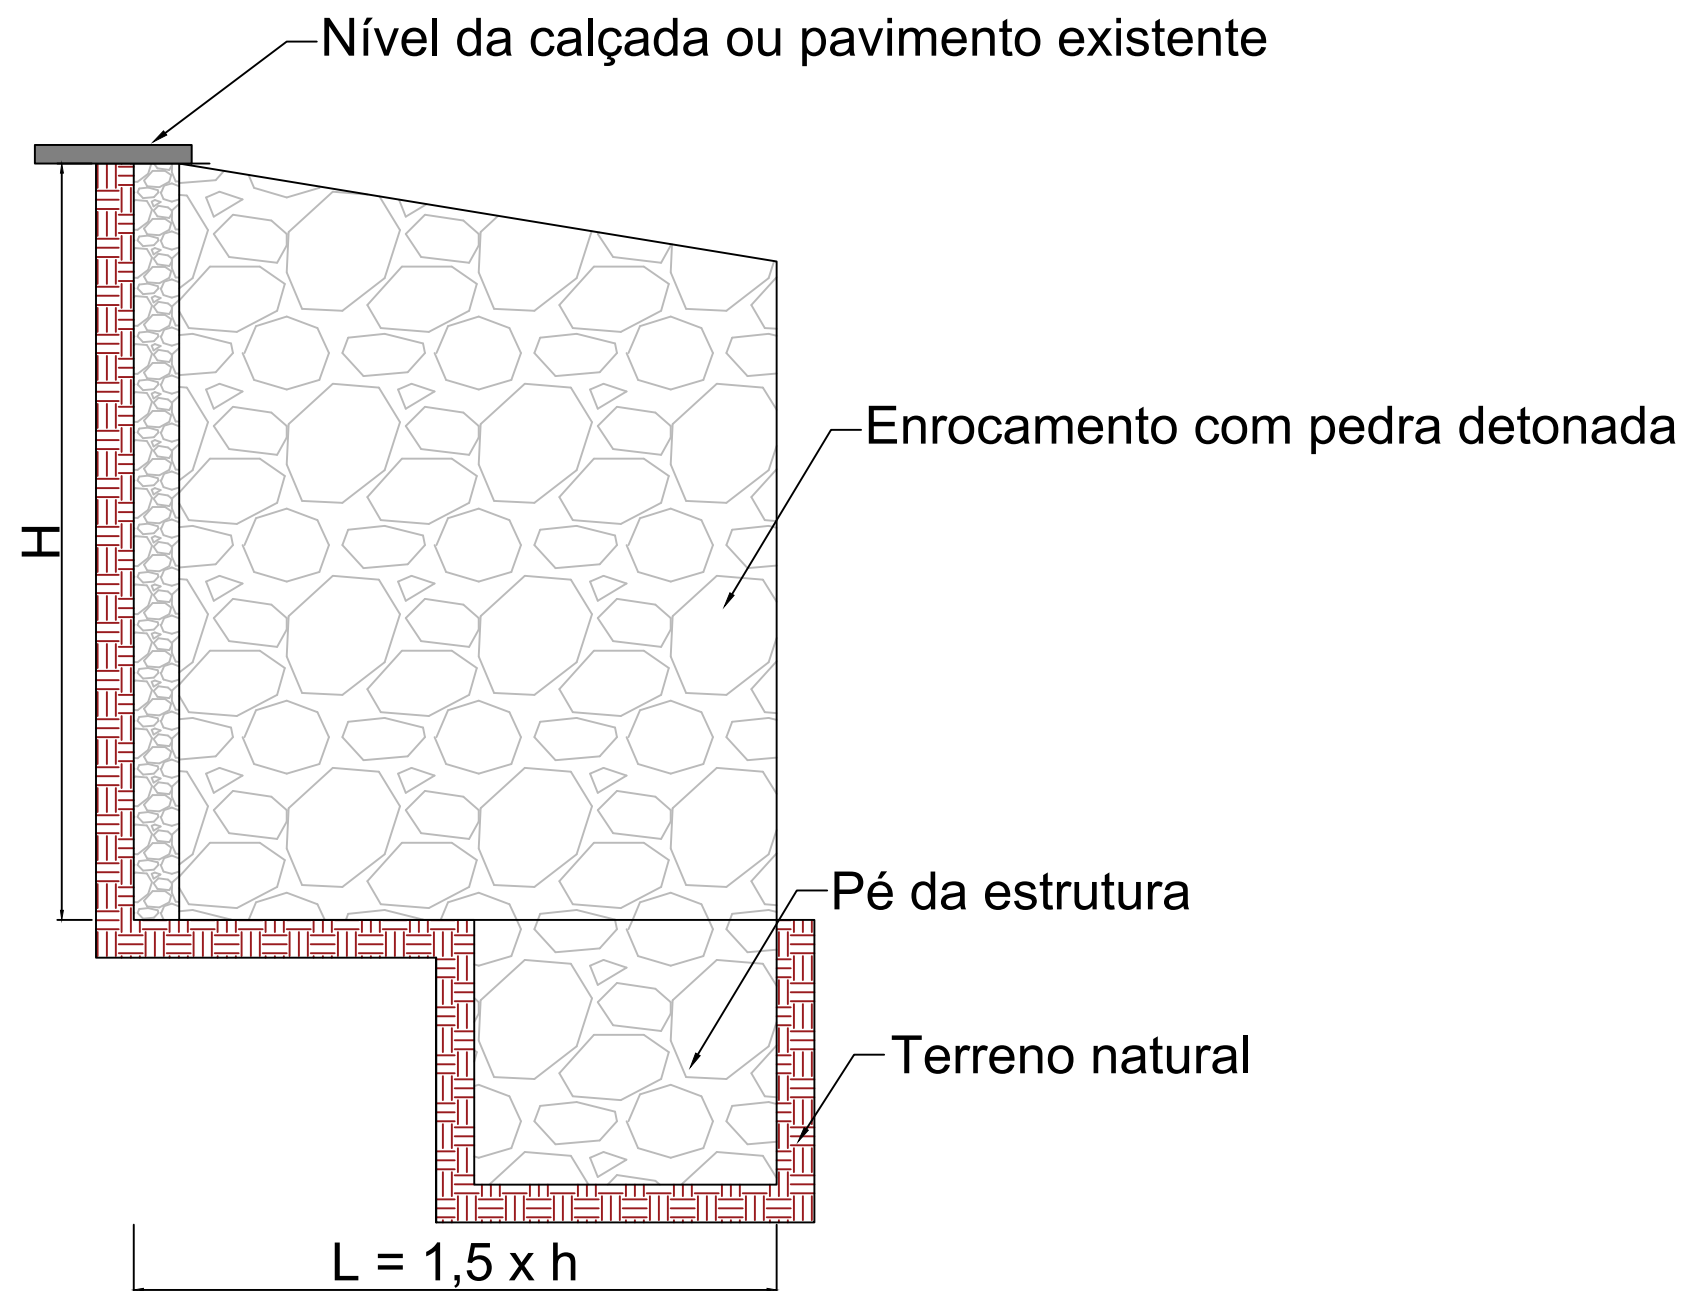 Nível da calçada ou pavimento existente
Enrocamento com pedra detonada
H
Pé da estrutura
Terreno natural
L = 1,5 x h